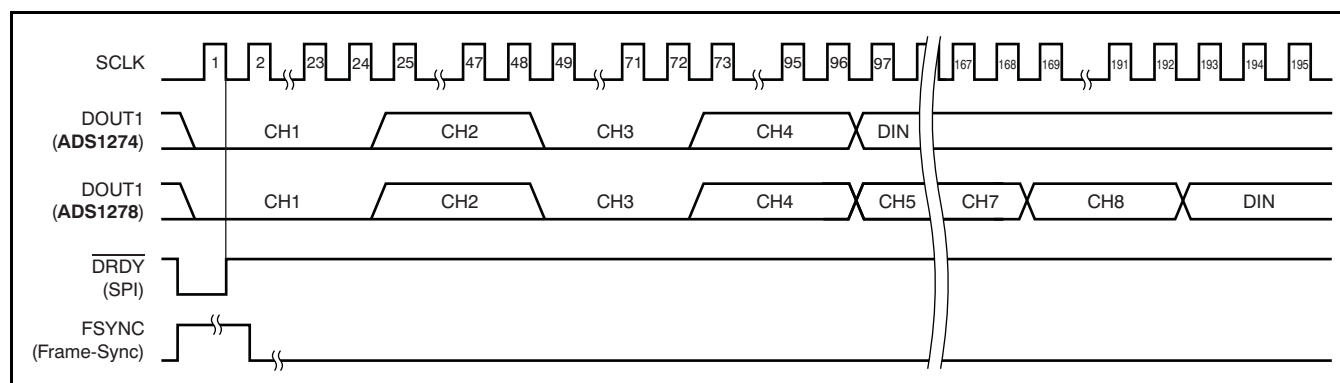 SCLK
1 2 23 24 25 47 48 49 71 72 73 95 96 97 167 168 169 191 192 193 194 195
DOUT1
(ADS1274)
CH1 CH2 CH3 CH4 DIN
DOUT1
(ADS1278)
CH1 CH2 CH3 CH4 CH5 CH7 CH8 DIN
DRDY
(SPI)
FSYNC
(Frame-Sync)